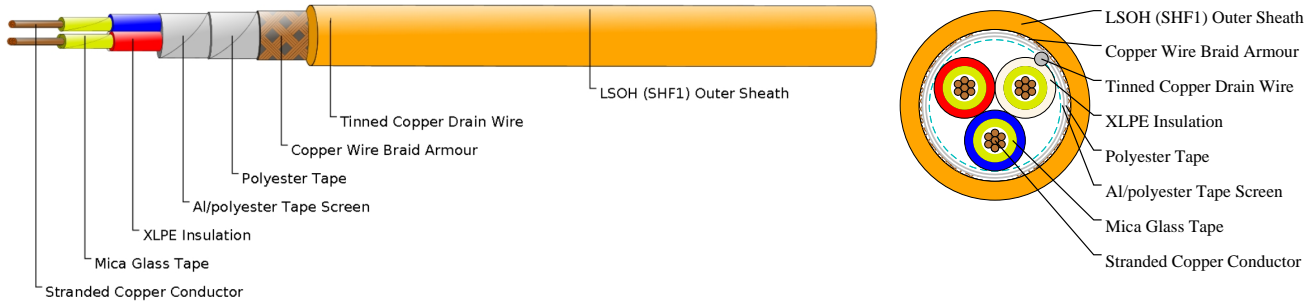 LSOH (SHF1) Outer Sheath
Tinned Copper Drain Wire
Copper Wire Braid Armour
Polyester Tape
Al/polyester Tape Screen
XLPE Insulation
Mica Glass Tape
Stranded Copper Conductor
LSOH (SHF1) Outer Sheath
Copper Wire Braid Armour
Tinned Copper Drain Wire
XLPE Insulation
Polyester Tape
Al/polyester Tape Screen
Mica Glass Tape
Stranded Copper Conductor